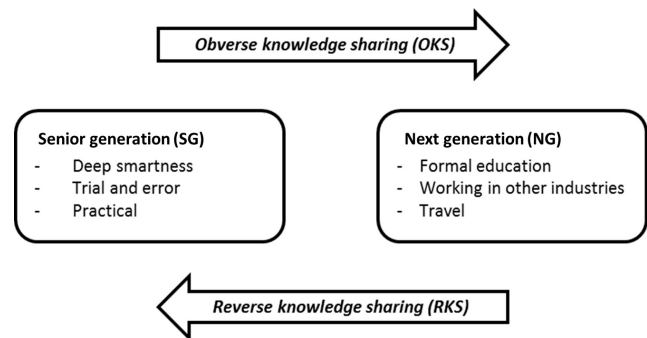 Obverse knowledge sharing (OKS)
Senior generation (SG)
- Deep smartness
- Trial and error
- Practical
Next generation (NG)
- Formal education
- Working in other industries
- Travel
Reverse knowledge sharing (RKS)